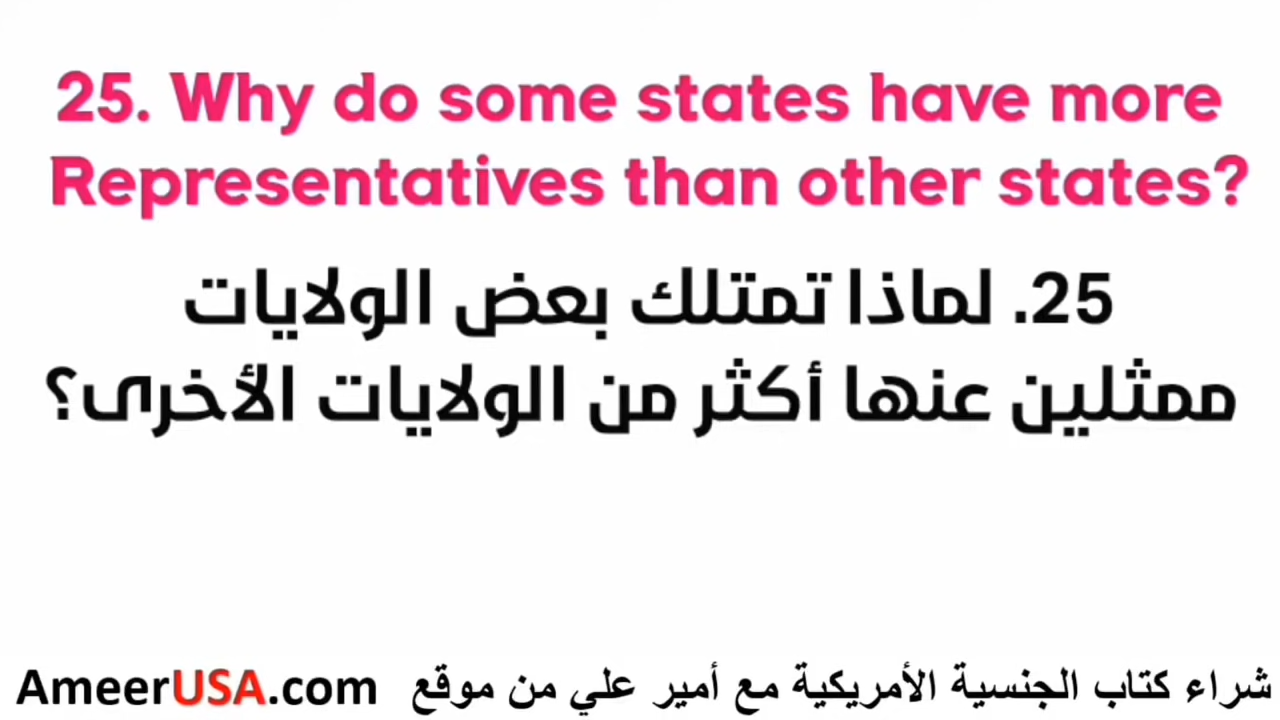 25. Why do some states have more
Representatives than other states?
25. لماذا تمتلك بعض الولايات
ممثلين عنها أكثر من الولايات الأخرى؟
شراء كتاب الجنسية الأمريكية مع أمير علي من موقع AmeerUSA.com